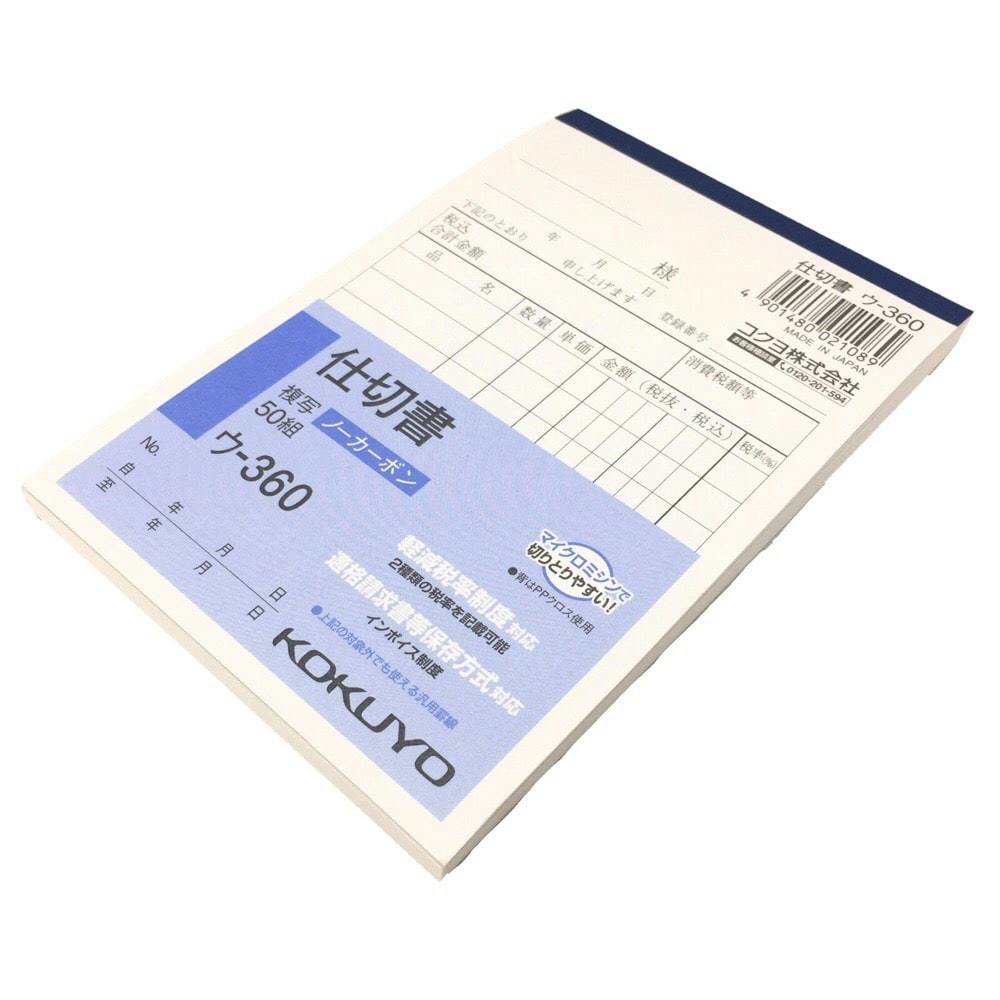 仕切書 ウ-360
4 901480 021089
MADE IN JAPAN
コクヨ株式会社
お客様相談室 0120-201-594
様
年 月 日
下記のとおり 申し上げます
登録番号
税込合計金額
消費税額等
品 名
数量
単価
金額(税抜・税込)
税率(%)
仕切書
複写
ノーカーボン
50組
ウ-360
No.
自 年 月 日
至 年 月 日
マイクロミシンで
切りとりやすい!
●背はPPクロス使用
軽減税率制度対応
2種類の税率を記載可能
適格請求書等保存方式対応
インボイス制度
●上記の対象外でも使える汎用罫線
KOKUYO